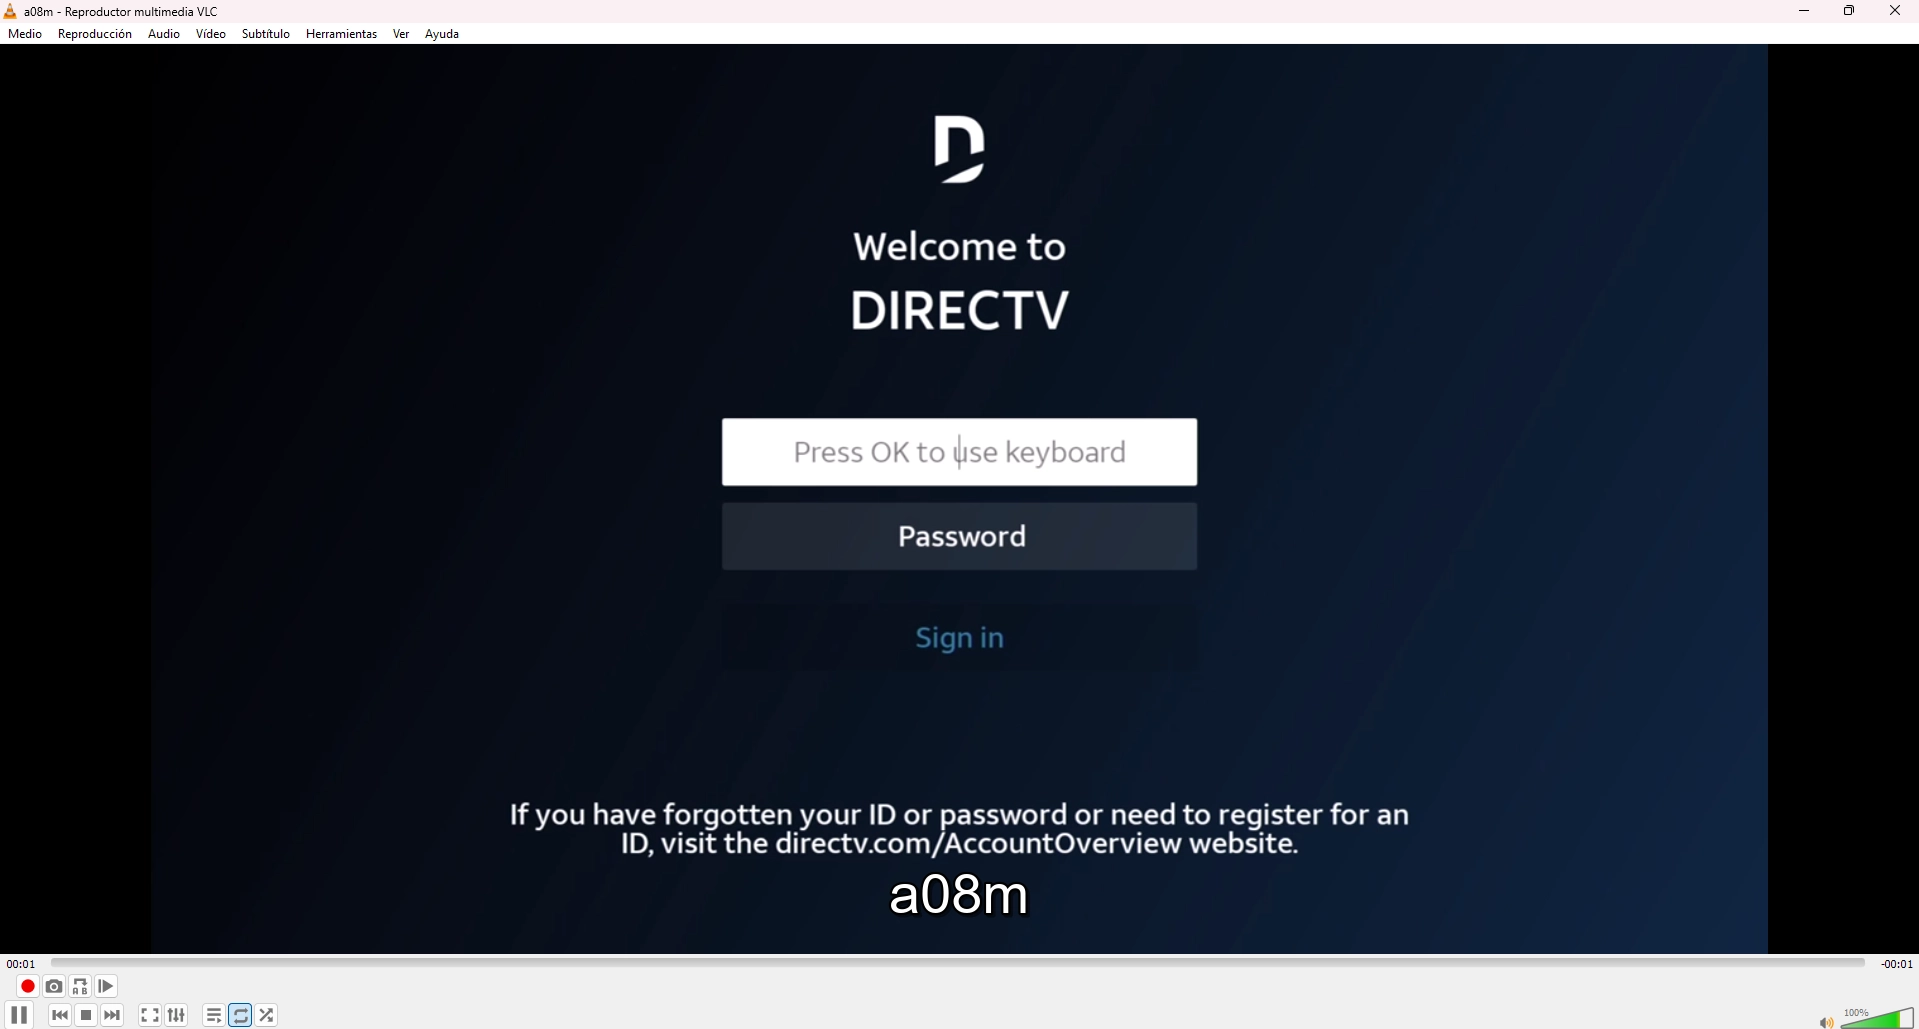 a08m - Reproductor multimedia VLC
Medio Reproducción Audio Vídeo Subtítulo Herramientas Ver Ayuda
Welcome to
DIRECTV
Press OK to use keyboard
Password
Sign in
If you have forgotten your ID or password or need to register for an
ID, visit the directv.com/AccountOverview website.
a08m
00:01 -00:01
A B
100%